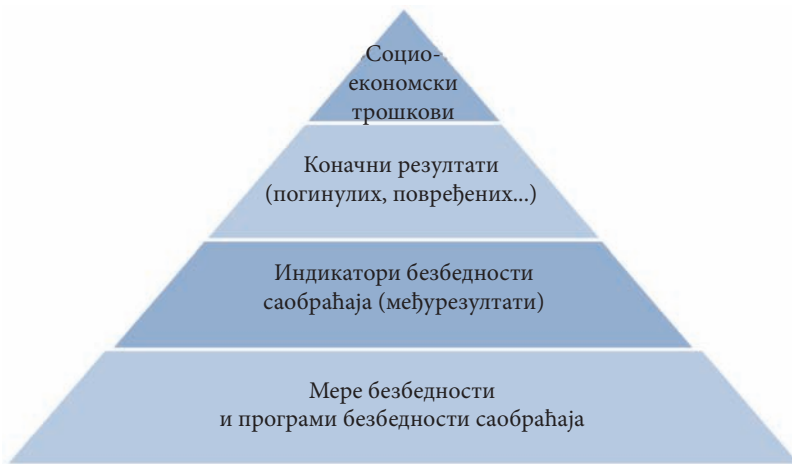 Социо-
економски
трошкови
Коначни резултати
(погинулих, повређених...)
Индикатори безбедности
саобраћаја (међурезултати)
Мере безбедности
и програми безбедности саобраћаја